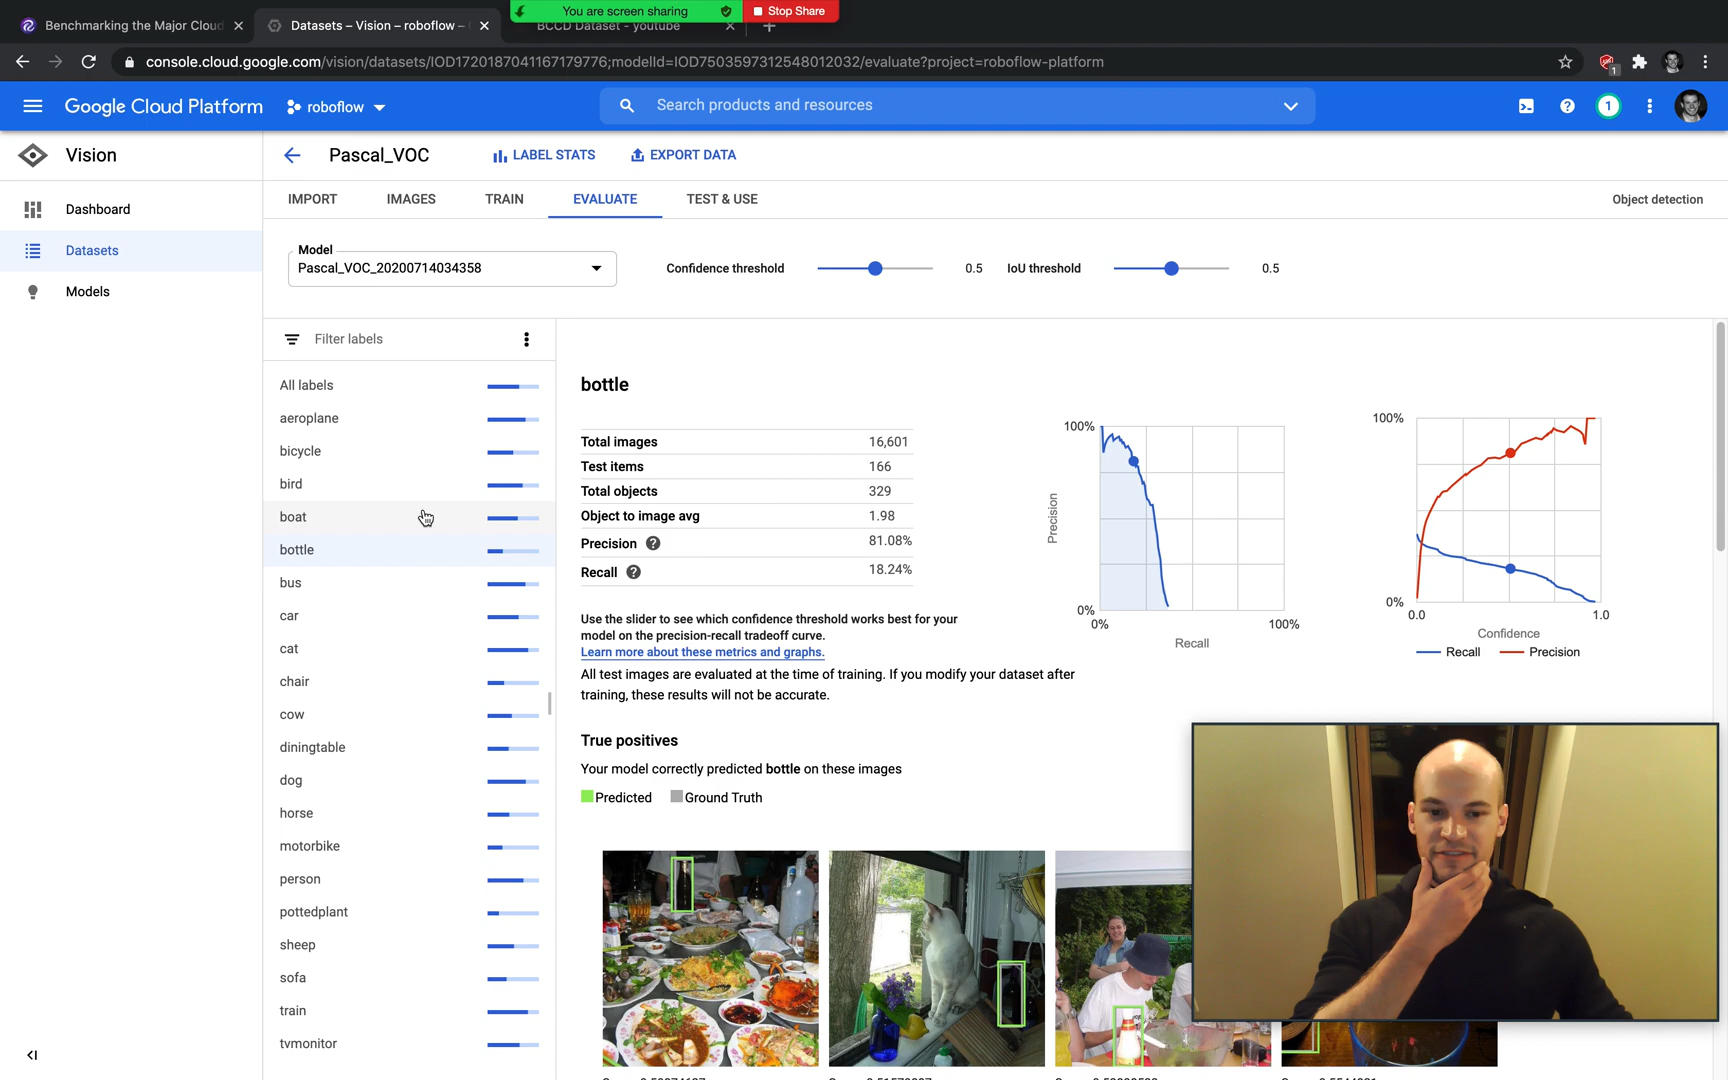 Benchmarking the Major Cloud
Datasets – Vision – roboflow –
You are screen sharing
Stop Share
BCCD Dataset - youtube
console.cloud.google.com/vision/datasets/IOD1720187041167179776;modelId=IOD7503597312548012032/evaluate?project=roboflow-platform
1
Google Cloud Platform
roboflow
Search products and resources
1
Vision
Pascal_VOC
LABEL STATS
EXPORT DATA
Dashboard
Datasets
Models
IMPORT
IMAGES
TRAIN
EVALUATE
TEST & USE
Object detection
Model
Pascal_VOC_20200714034358
Confidence threshold
0.5
IoU threshold
0.5
Filter labels
All labels
aeroplane
bicycle
bird
boat
bottle
bus
car
cat
chair
cow
diningtable
dog
horse
motorbike
person
pottedplant
sheep
sofa
train
tvmonitor
bottle
Total images 16,601
Test items 166
Total objects 329
Object to image avg 1.98
Precision 81.08%
Recall 18.24%
Use the slider to see which confidence threshold works best for your
model on the precision-recall tradeoff curve.
Learn more about these metrics and graphs.
All test images are evaluated at the time of training. If you modify your dataset after
training, these results will not be accurate.
100%
Precision
0%
0%
100%
Recall
100%
0%
0.0
1.0
Confidence
Recall
Precision
True positives
Your model correctly predicted bottle on these images
Predicted
Ground Truth